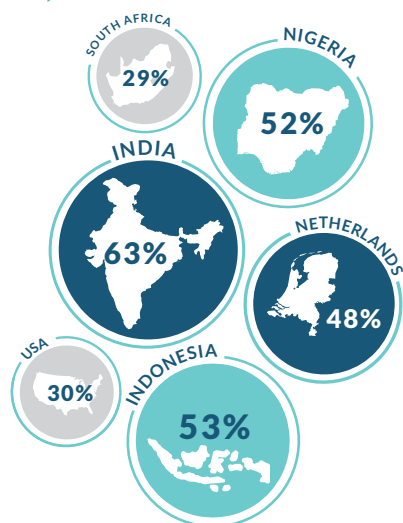 SOUTH AFRICA
29%
NIGERIA
52%
INDIA
63%
NETHERLANDS
48%
USA
30%
INDONESIA
53%